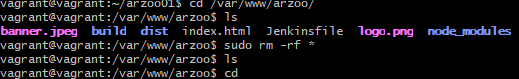 vagrant@vagrant:~/arzoo01$ cd /var/www/arzoo/
vagrant@vagrant:/var/www/arzoo$ ls
banner.jpeg build dist index.html Jenkinsfile logo.png node_modules
vagrant@vagrant:/var/www/arzoo$ sudo rm -rf *
vagrant@vagrant:/var/www/arzoo$ ls
vagrant@vagrant:/var/www/arzoo$ cd